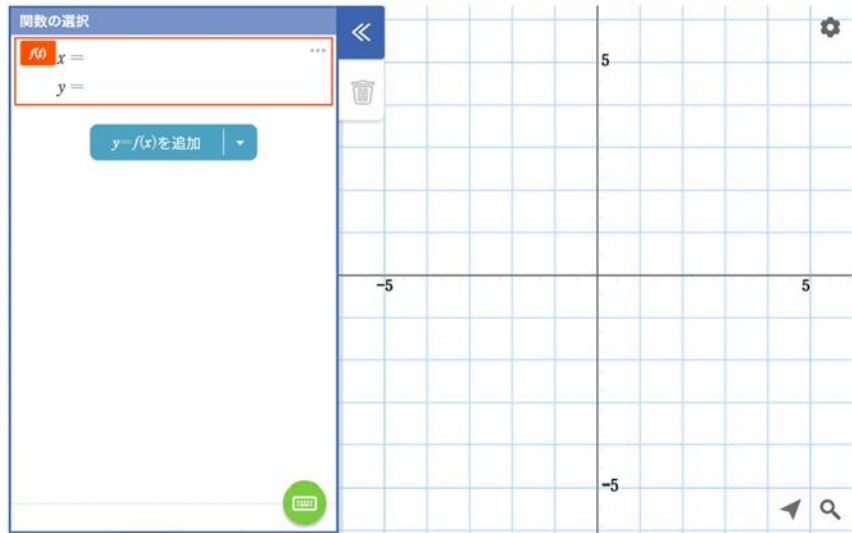 関数の選択
f(t) x =
y =
y=f(x)を追加
5
-5
5
-5